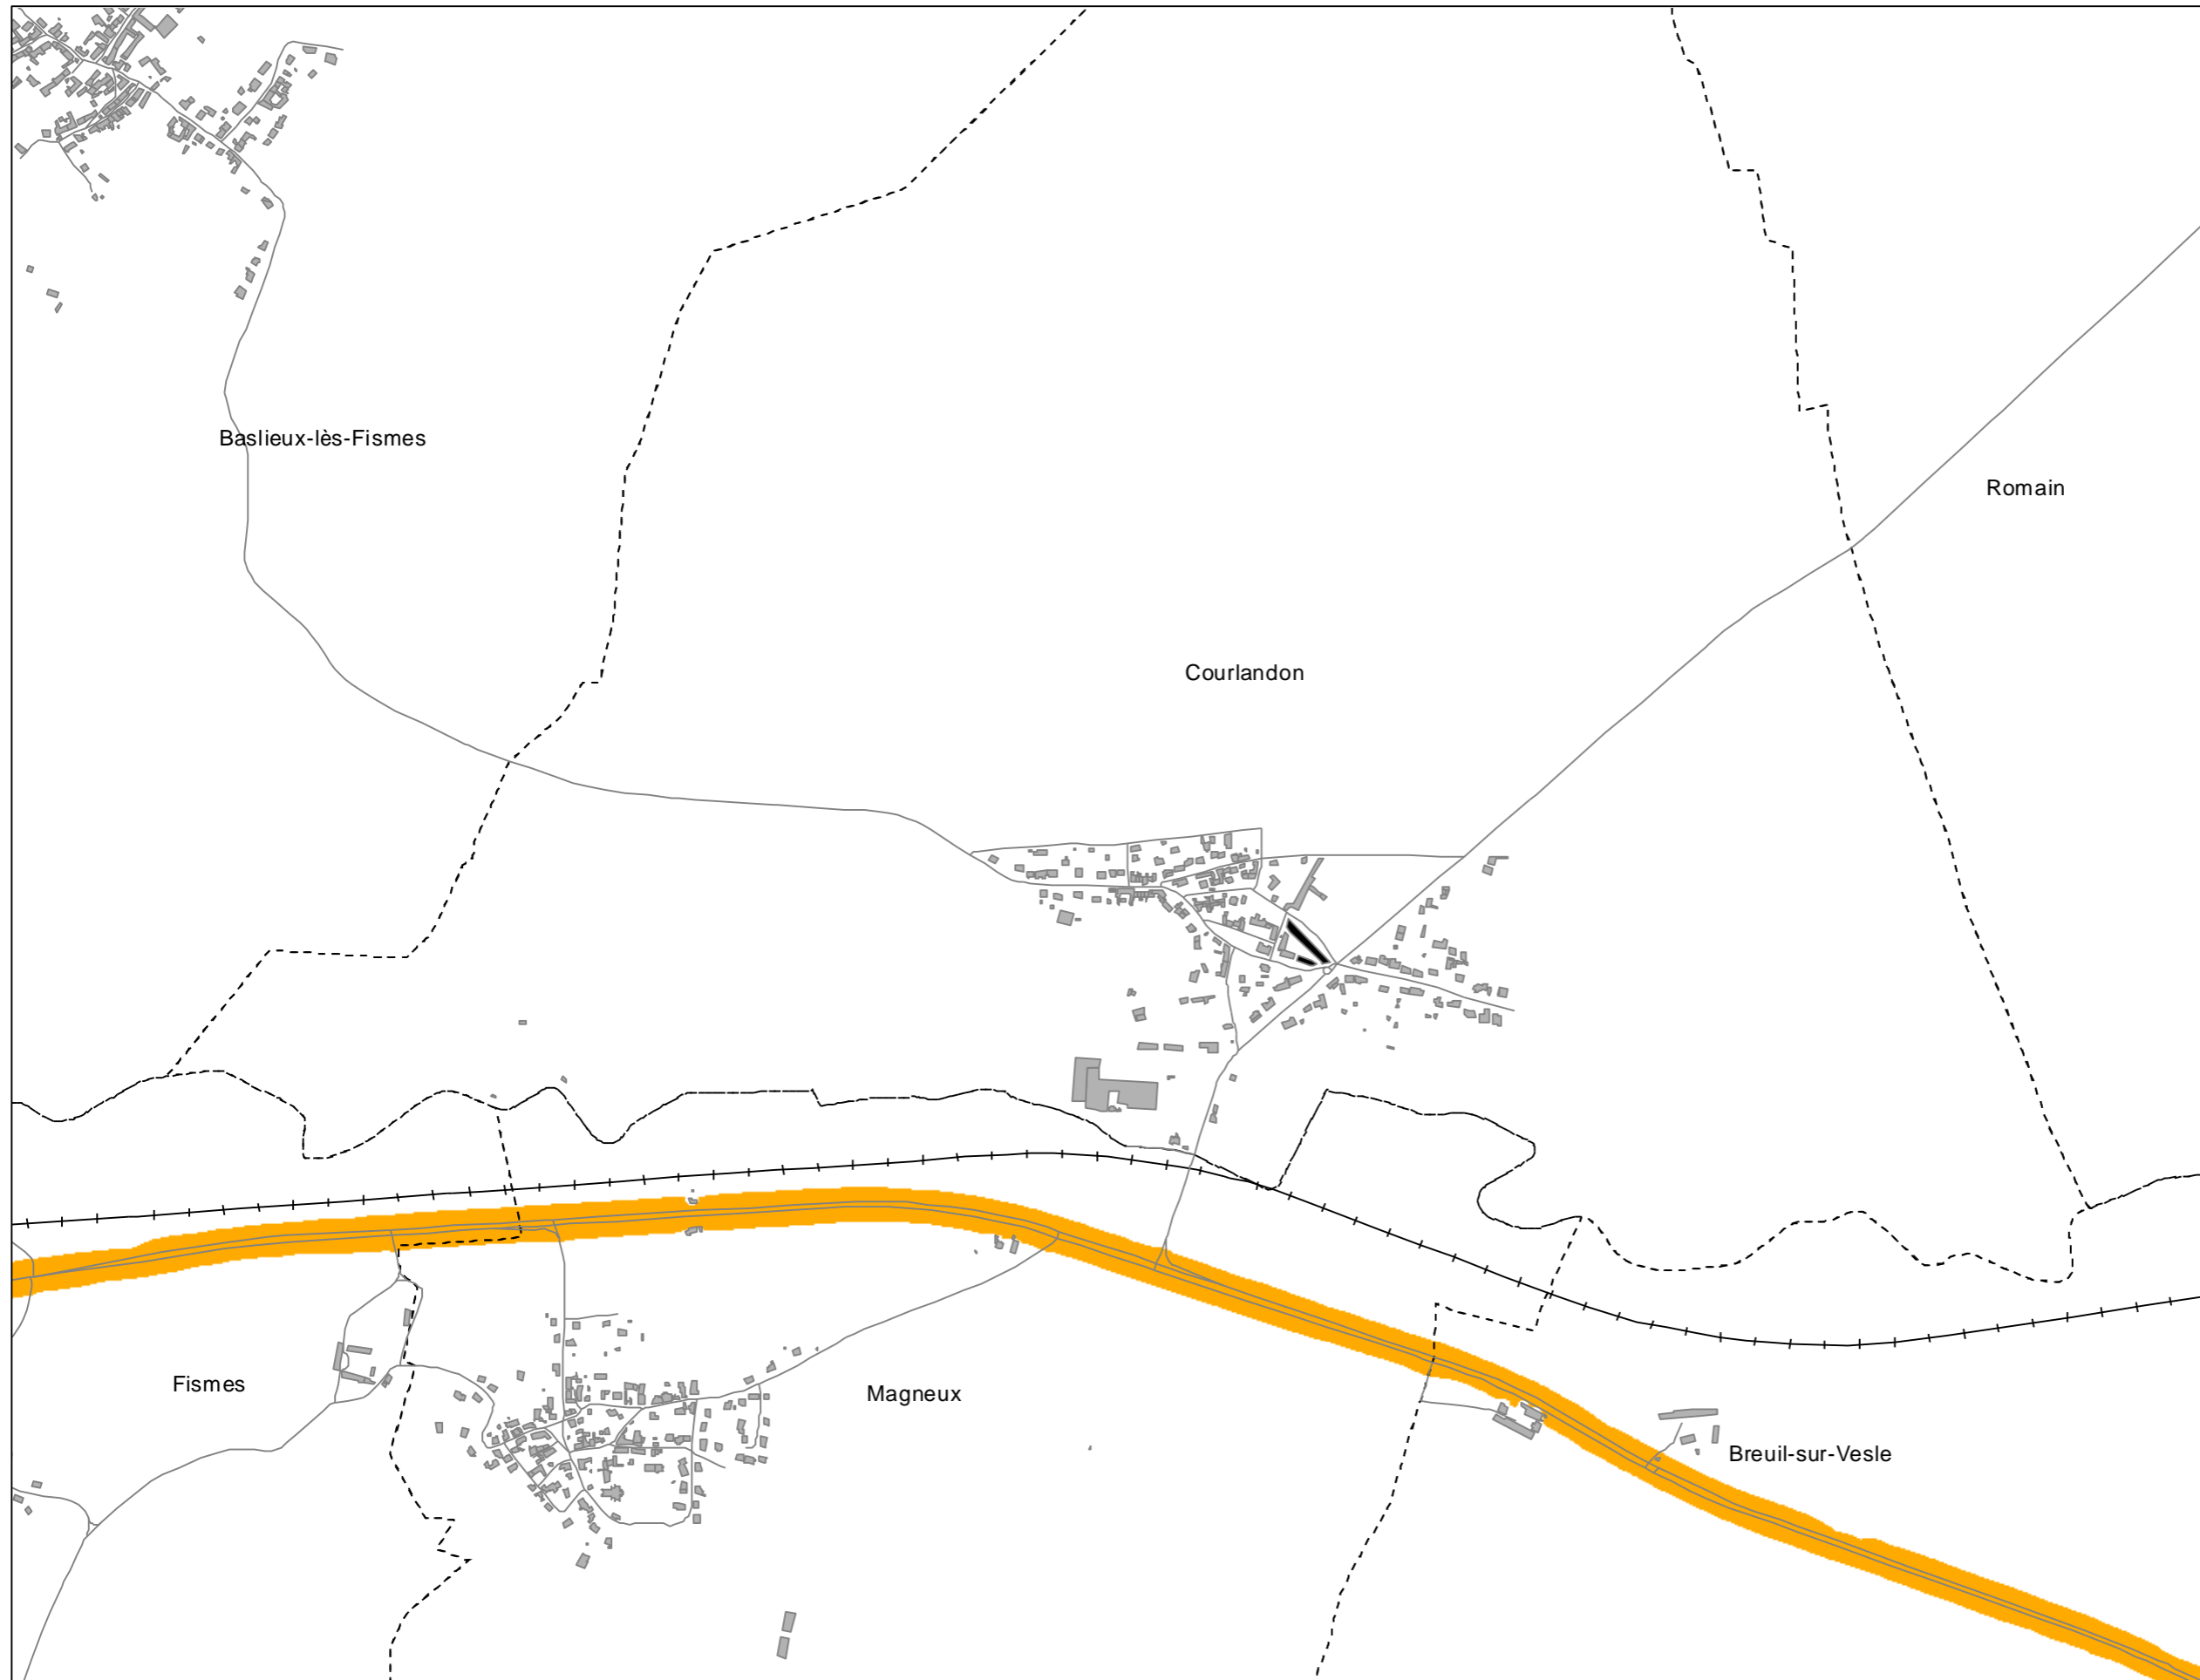 Baslieux-lès-Fismes
Romain
Courlandon
Fismes
Magneux
Breuil-sur-Vesle